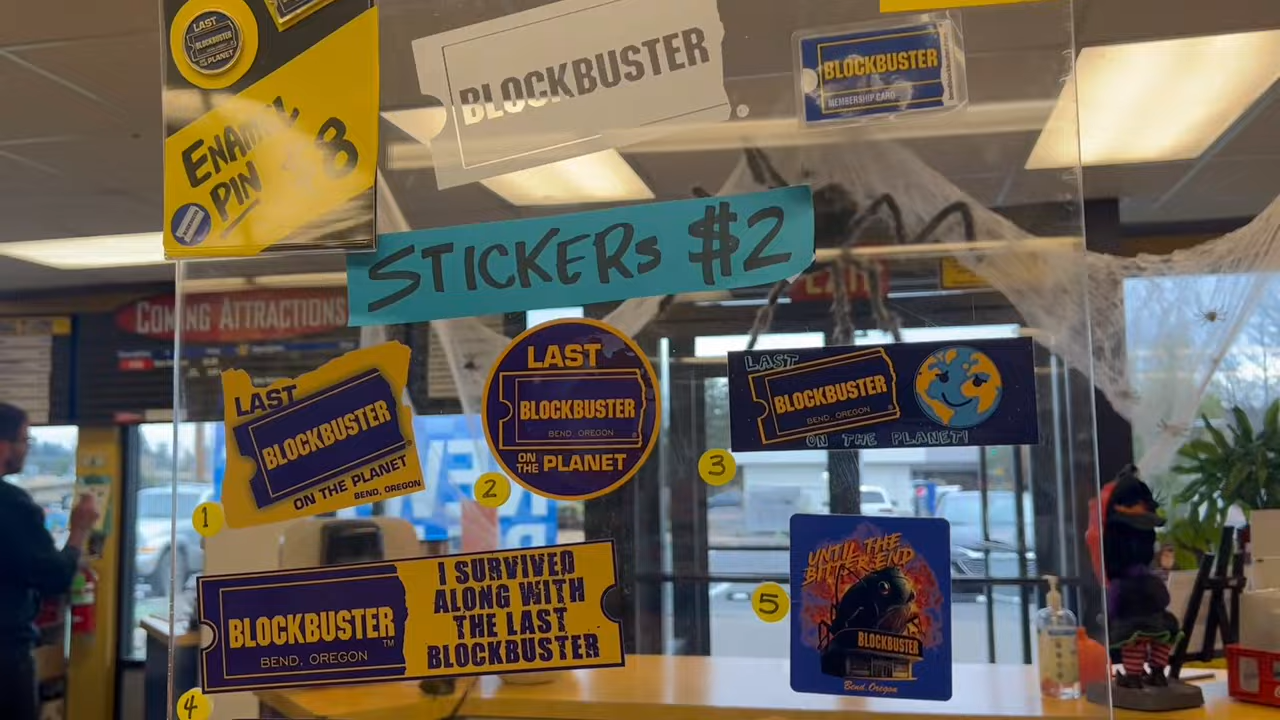 LAST
BLOCKBUSTER
ON THE PLANET
ENAMEL
PIN $8
BLOCKBUSTER
BLOCKBUSTER
MEMBERSHIP CARD
STICKERS $2
COMING ATTRACTIONS
LAST
BLOCKBUSTER
ON THE PLANET
BEND, OREGON
1
LAST
BLOCKBUSTER
BEND, OREGON
ON THE PLANET
2
LAST
BLOCKBUSTER
BEND, OREGON
ON THE PLANET!
3
BLOCKBUSTER™
BEND, OREGON
I SURVIVED
ALONG WITH
THE LAST
BLOCKBUSTER
4
UNTIL THE
BITTER END
BLOCKBUSTER
Bend, Oregon
5